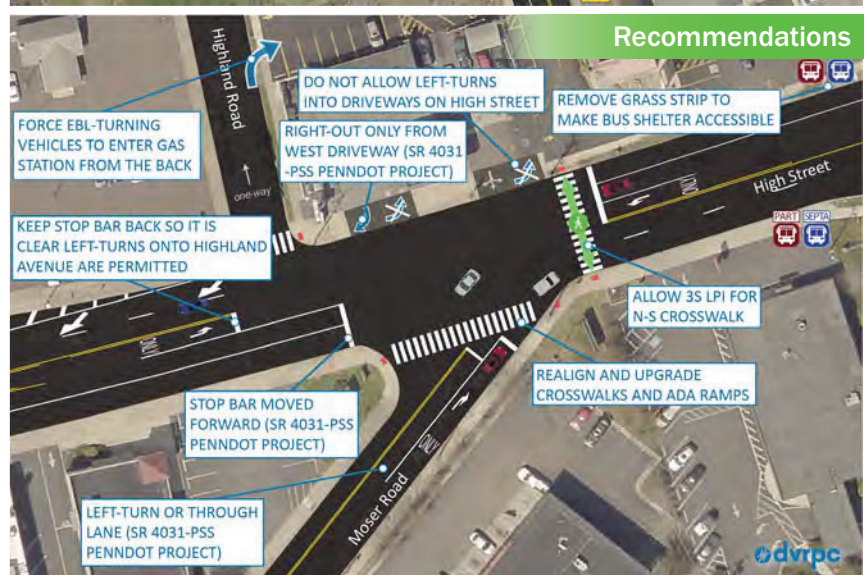 Recommendations
Highland Road
DO NOT ALLOW LEFT-TURNS
INTO DRIVEWAYS ON HIGH STREET
REMOVE GRASS STRIP TO
MAKE BUS SHELTER ACCESSIBLE
FORCE EBL-TURNING
VEHICLES TO ENTER GAS
STATION FROM THE BACK
RIGHT-OUT ONLY FROM
WEST DRIVEWAY (SR 4031
-PSS PENNDOT PROJECT)
one-way
ONLY
High Street
KEEP STOP BAR BACK SO IT IS
CLEAR LEFT-TURNS ONTO HIGHLAND
AVENUE ARE PERMITTED
PART SEPTA
ALLOW 3S LPI FOR
N-S CROSSWALK
ONLY
REALIGN AND UPGRADE
CROSSWALKS AND ADA RAMPS
STOP BAR MOVED
FORWARD (SR 4031-PSS
PENNDOT PROJECT)
ONLY
Moser Road
LEFT-TURN OR THROUGH
LANE (SR 4031-PSS
PENNDOT PROJECT)
dvrpc